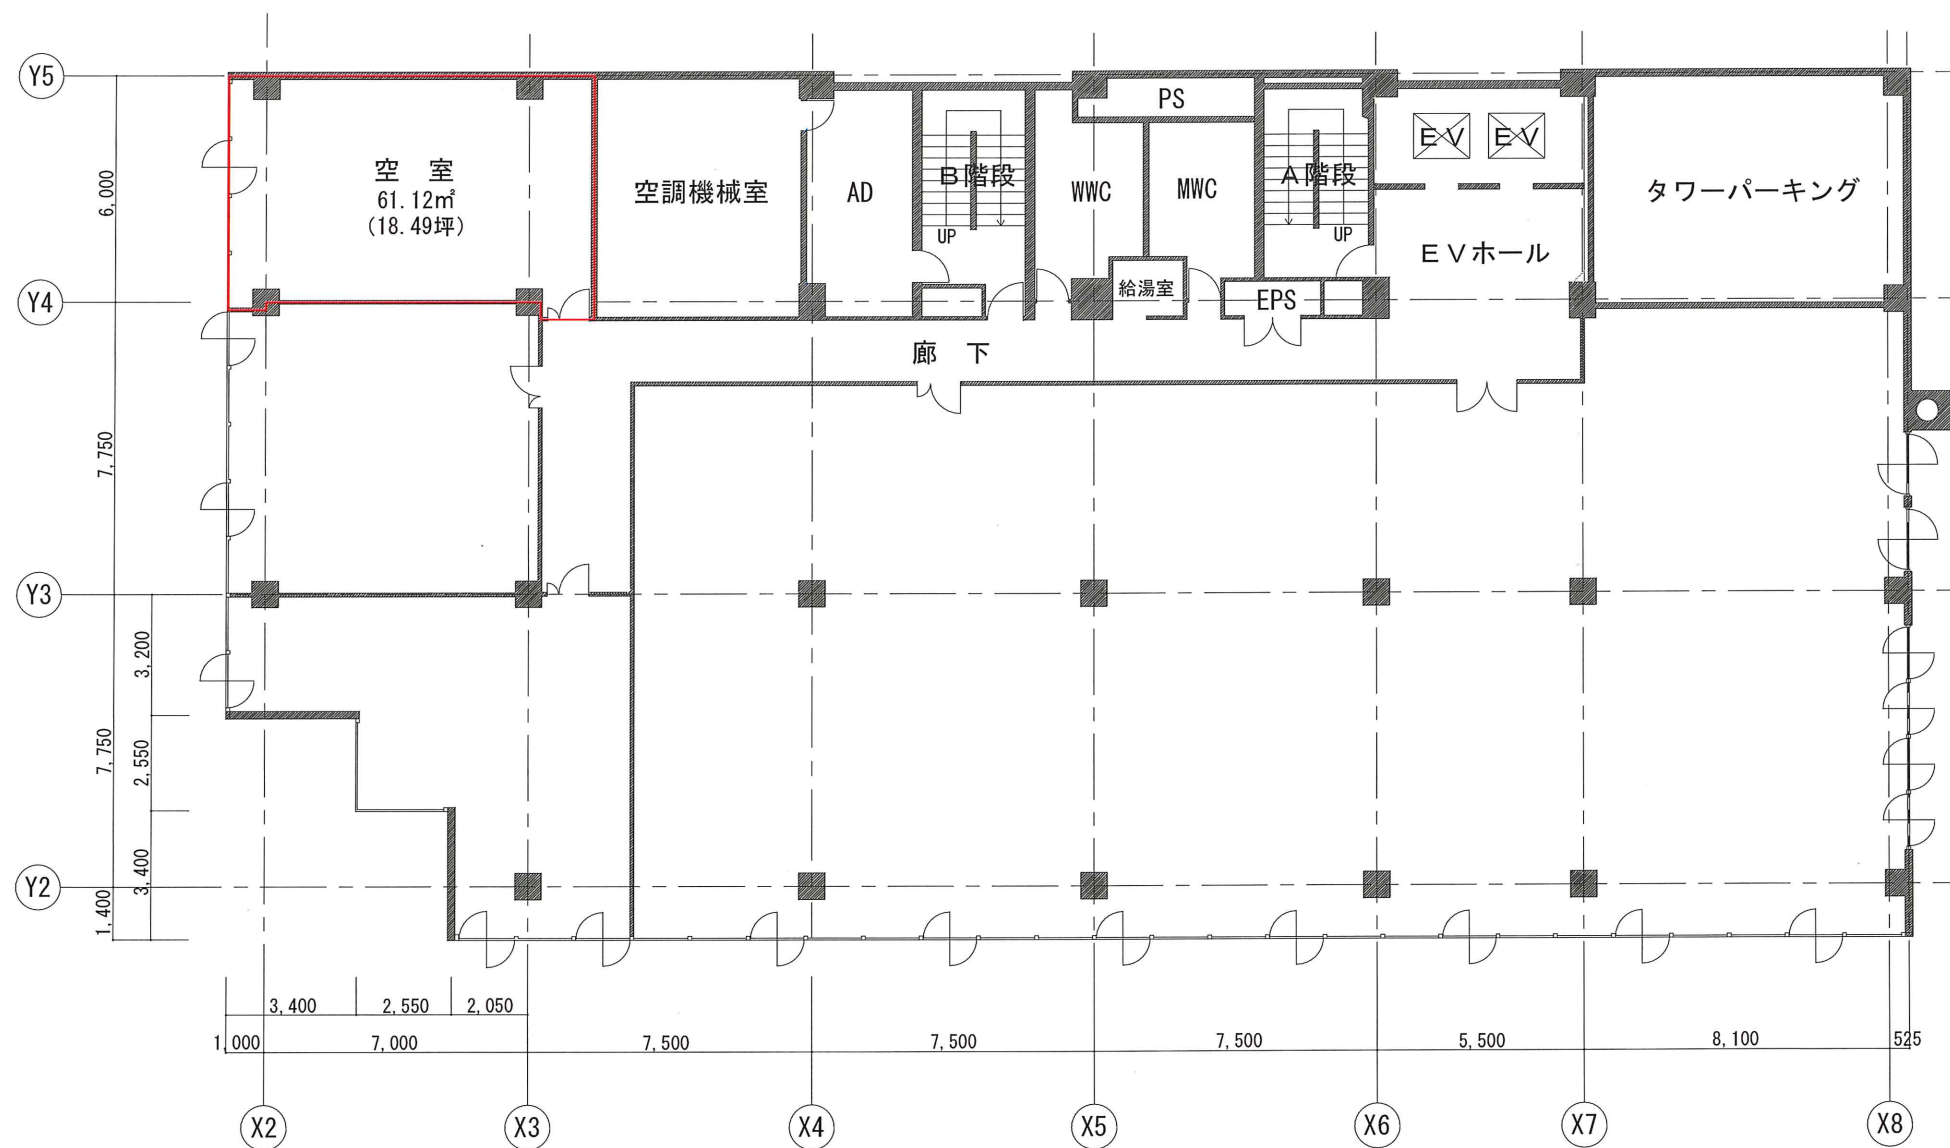 Y5
PS
EV EV
空 室
61.12㎡
(18.49坪)
空調機械室
AD
B階段
WWC
MWC
A階段
タワーパーキング
6,000
UP
UP
EVホール
給湯室
EPS
Y4
廊 下
7,750
Y3
3,200
7,750
2,550
Y2
3,400
1,400
3,400
2,550
2,050
1,000
7,000
7,500
7,500
7,500
5,500
8,100
525
X2
X3
X4
X5
X6
X7
X8